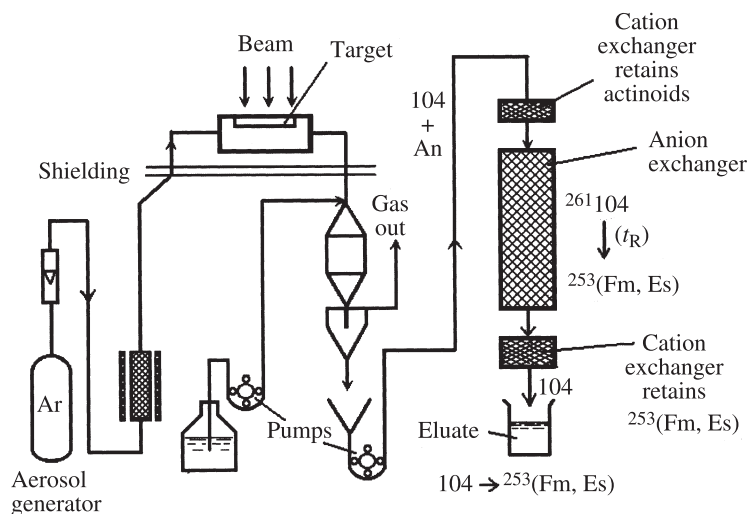 Beam
Target
Shielding
Gas
out
Ar
Aerosol
generator
Pumps
104
+
An
Cation
exchanger
retains
actinoids
Anion
exchanger
²⁶¹104
(t_R)
²⁵³(Fm, Es)
Cation
exchanger
retains
²⁵³(Fm, Es)
104
Eluate
104 → ²⁵³(Fm, Es)